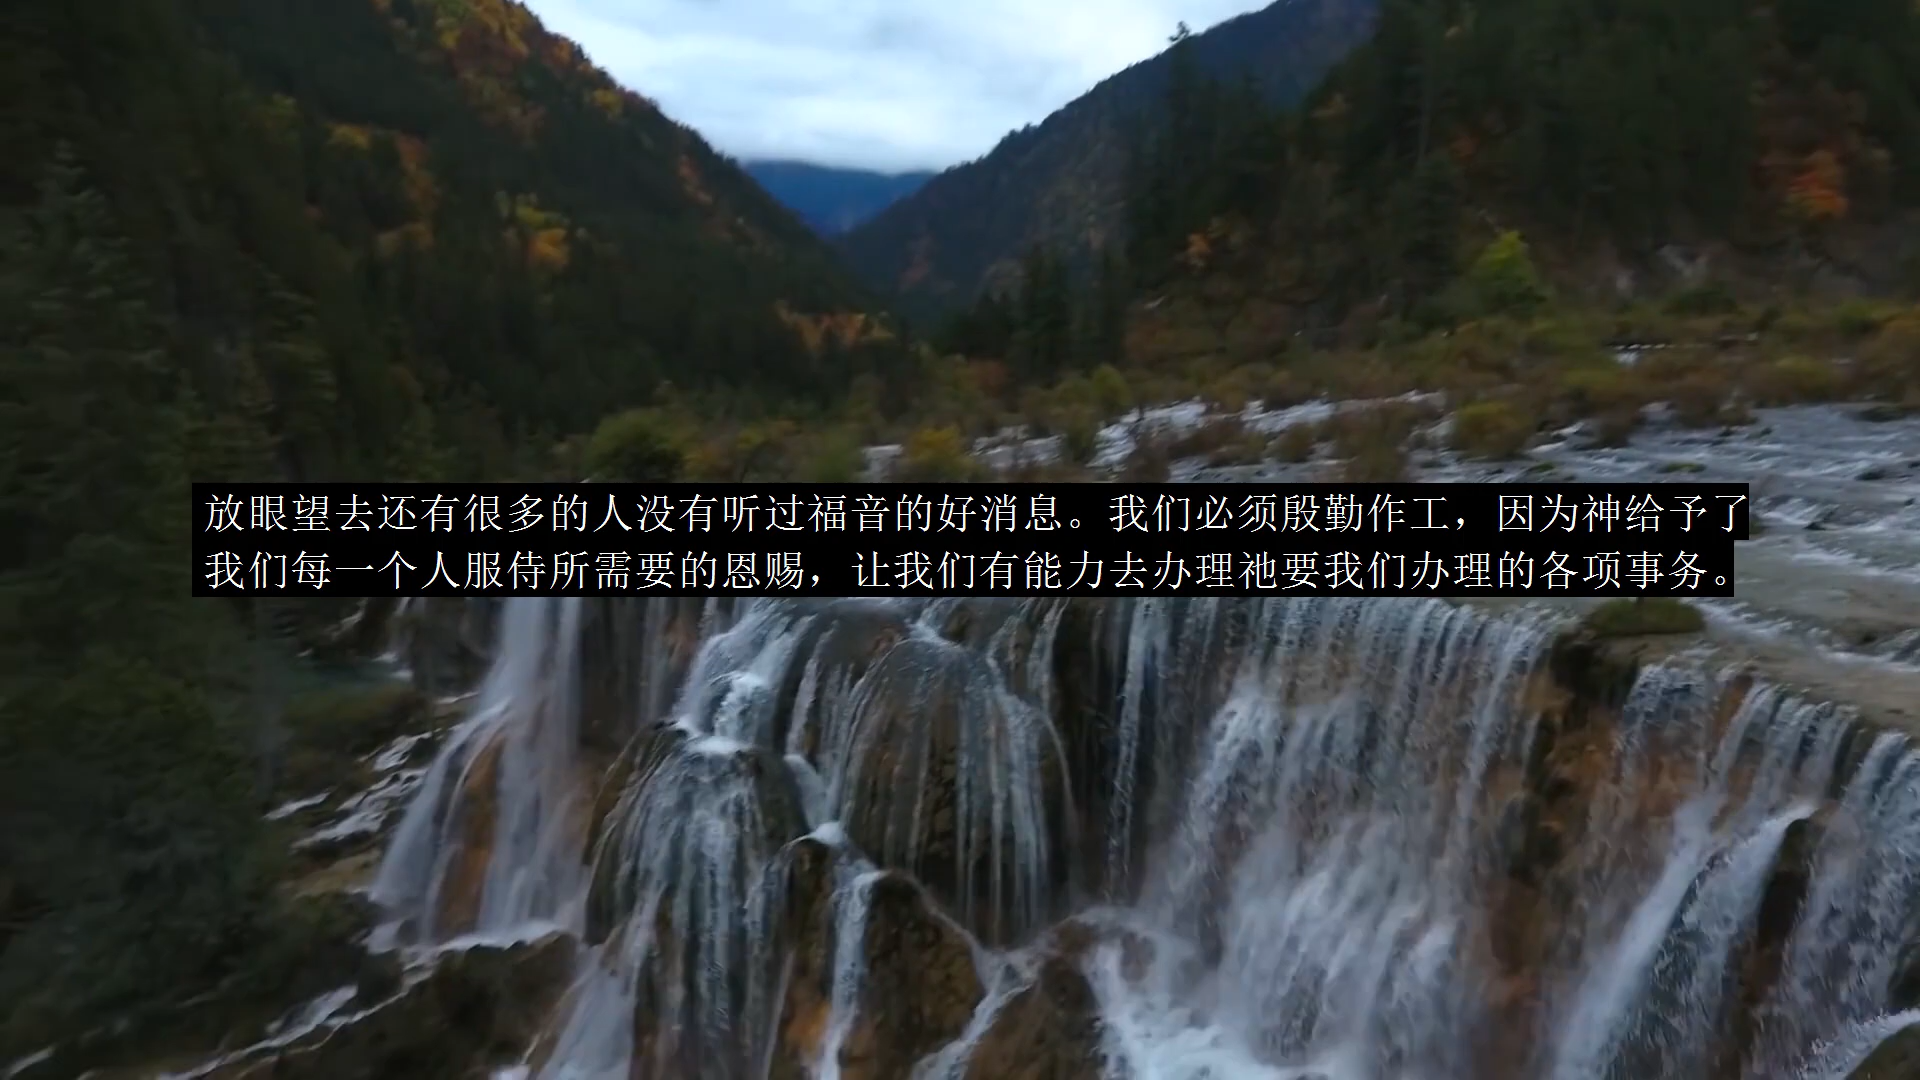 放眼望去还有很多的人没有听过福音的好消息。我们必须殷勤作工，因为神给予了
我们每一个人服侍所需要的恩赐，让我们有能力去办理祂要我们办理的各项事务。